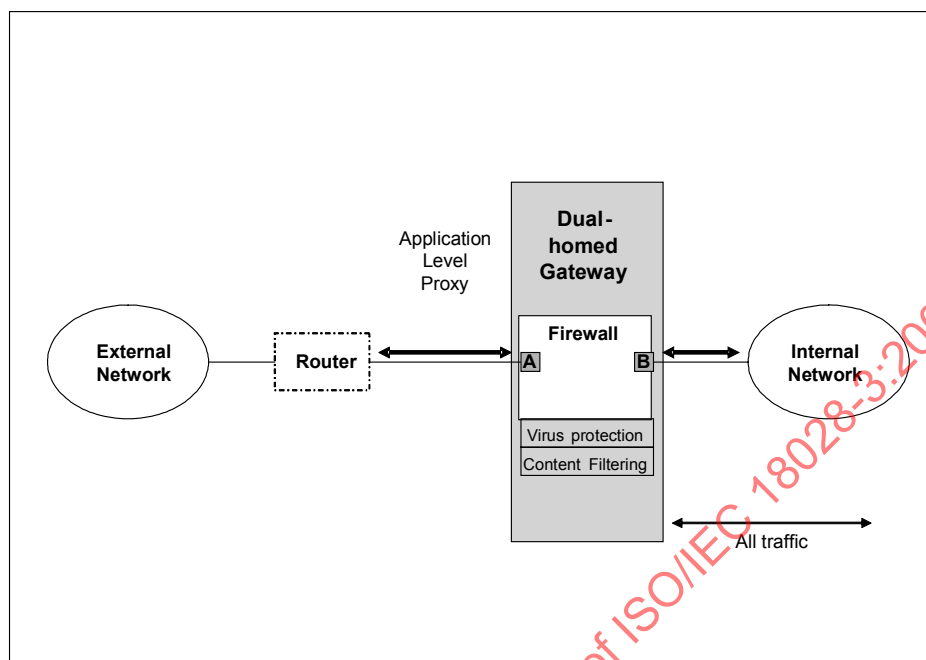 Dual-
homed
Gateway
Application
Level
Proxy
External
Network
Router
Firewall
A
B
Internal
Network
Virus protection
Content Filtering
All traffic
of ISO/IEC 18028-3:200